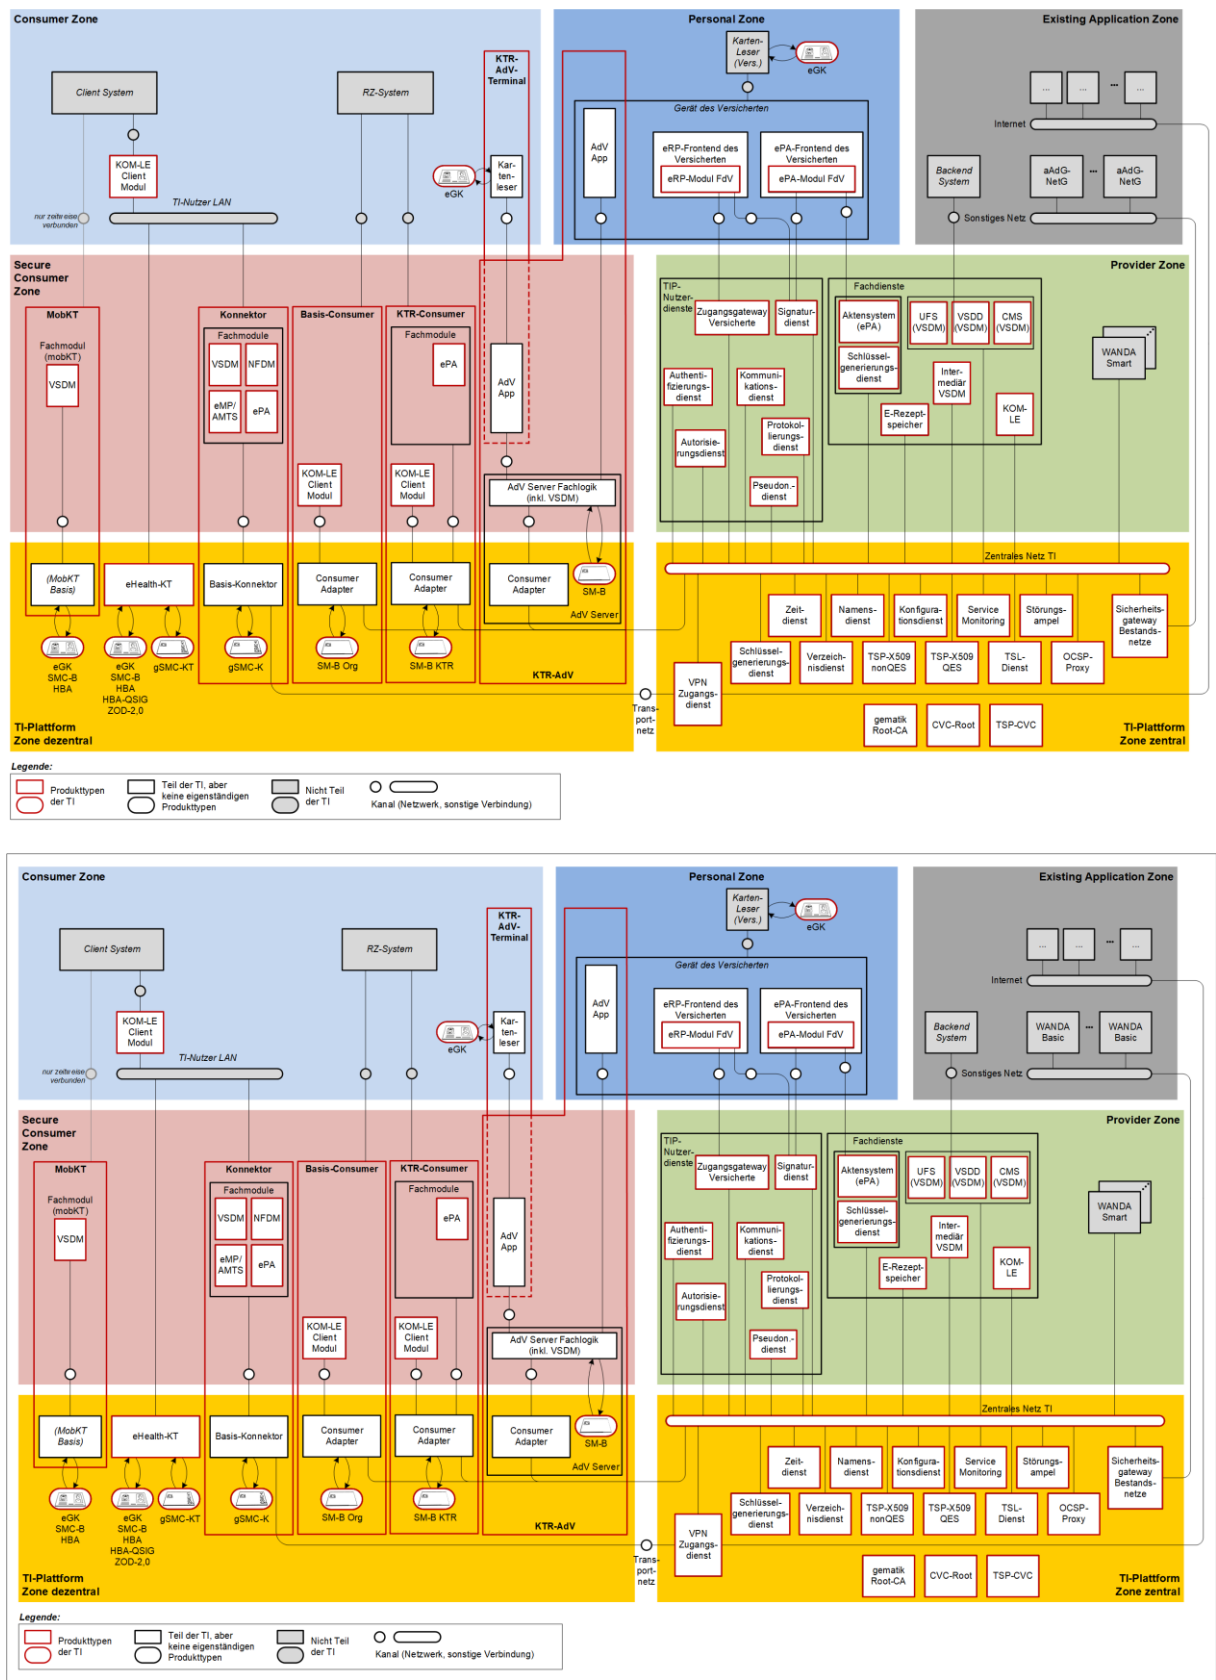 Consumer Zone
Personal Zone
Existing Application Zone
Client System
RZ-System
KTR-
AdV-
Terminal
Karten-
Leser
(Vers.)
eGK
Gerät des Versicherten
AdV
App
eRP-Frontend des
Versicherten
eRP-Modul FdV
ePA-Frontend des
Versicherten
ePA-Modul FdV
...
...
...
...
Internet
KOM-LE
Client
Modul
eGK
Kar-
ten-
leser
Backend
System
aAdG-
NetG
...
aAdG-
NetG
nur zeitweise
verbunden
TI-Nutzer LAN
Sonstiges Netz
Secure
Consumer
Zone
Provider Zone
MobKT
Fachmodul
(mobKT)
VSDM
Konnektor
Fachmodule
VSDM
NFDM
eMP/
AMTS
ePA
Basis-Consumer
KOM-LE
Client
Modul
KTR-Consumer
Fachmodule
ePA
KOM-LE
Client
Modul
AdV
App
AdV Server Fachlogik
(inkl. VSDM)
TIP-
Nutzer-
dienste
Zugangsgateway
Versicherte
Signatur-
dienst
Authenti-
fizierungs-
dienst
Kommuni-
kations-
dienst
Autorisie-
rungsdienst
Protokol-
lierungs-
dienst
Pseudon.-
dienst
Fachdienste
Aktensystem
(ePA)
Schlüssel-
generierungs-
dienst
UFS
(VSDM)
VSDD
(VSDM)
CMS
(VSDM)
Inter-
mediär
VSDM
E-Rezept-
speicher
KOM-
LE
WANDA
Smart
(MobKT
Basis)
eHealth-KT
Basis-Konnektor
Consumer
Adapter
Consumer
Adapter
Consumer
Adapter
SM-B
AdV Server
eGK
SMC-B
HBA
eGK
SMC-B
HBA
HBA-QSIG
ZOD-2,0
gSMC-KT
gSMC-K
SM-B Org
SM-B KTR
KTR-AdV
TI-Plattform
Zone dezentral
Trans-
port-
netz
Zentrales Netz TI
Zeit-
dienst
Namens-
dienst
Konfigu-
rationsdienst
Service
Monitoring
Störungs-
ampel
Sicherheits-
gateway
Bestands-
netze
Schlüssel-
generierungs-
dienst
Verzeich-
nisdienst
TSP-X509
nonQES
TSP-X509
QES
TSL-
Dienst
OCSP-
Proxy
VPN
Zugangs-
dienst
gematik
Root-CA
CVC-Root
TSP-CVC
TI-Plattform
Zone zentral
Legende:
Produkttypen
der TI
Teil der TI, aber
keine eigenständigen
Produkttypen
Nicht Teil
der TI
Kanal (Netzwerk, sonstige Verbindung)
Consumer Zone
Personal Zone
Existing Application Zone
Client System
RZ-System
KTR-
AdV-
Terminal
Karten-
Leser
(Vers.)
eGK
Gerät des Versicherten
AdV
App
eRP-Frontend des
Versicherten
eRP-Modul FdV
ePA-Frontend des
Versicherten
ePA-Modul FdV
...
...
...
...
Internet
KOM-LE
Client
Modul
eGK
Kar-
ten-
leser
Backend
System
WANDA
Basic
...
WANDA
Basic
nur zeitweise
verbunden
TI-Nutzer LAN
Sonstiges Netz
Secure
Consumer
Zone
Provider Zone
MobKT
Fachmodul
(mobKT)
VSDM
Konnektor
Fachmodule
VSDM
NFDM
eMP/
AMTS
ePA
Basis-Consumer
KOM-LE
Client
Modul
KTR-Consumer
Fachmodule
ePA
KOM-LE
Client
Modul
AdV
App
AdV Server Fachlogik
(inkl. VSDM)
TIP-
Nutzer-
dienste
Zugangsgateway
Versicherte
Signatur-
dienst
Authenti-
fizierungs-
dienst
Kommuni-
kations-
dienst
Autorisie-
rungsdienst
Protokol-
lierungs-
dienst
Pseudon.-
dienst
Fachdienste
Aktensystem
(ePA)
Schlüssel-
generierungs-
dienst
UFS
(VSDM)
VSDD
(VSDM)
CMS
(VSDM)
Inter-
mediär
VSDM
E-Rezept-
speicher
KOM-
LE
WANDA
Smart
(MobKT
Basis)
eHealth-KT
Basis-Konnektor
Consumer
Adapter
Consumer
Adapter
Consumer
Adapter
SM-B
AdV Server
eGK
SMC-B
HBA
eGK
SMC-B
HBA
HBA-QSIG
ZOD-2,0
gSMC-KT
gSMC-K
SM-B Org
SM-B KTR
KTR-AdV
TI-Plattform
Zone dezentral
Trans-
port-
netz
Zentrales Netz TI
Zeit-
dienst
Namens-
dienst
Konfigu-
rationsdienst
Service
Monitoring
Störungs-
ampel
Sicherheits-
gateway
Bestands-
netze
Schlüssel-
generierungs-
dienst
Verzeich-
nisdienst
TSP-X509
nonQES
TSP-X509
QES
TSL-
Dienst
OCSP-
Proxy
VPN
Zugangs-
dienst
gematik
Root-CA
CVC-Root
TSP-CVC
TI-Plattform
Zone zentral
Legende:
Produkttypen
der TI
Teil der TI, aber
keine eigenständigen
Produkttypen
Nicht Teil
der TI
Kanal (Netzwerk, sonstige Verbindung)